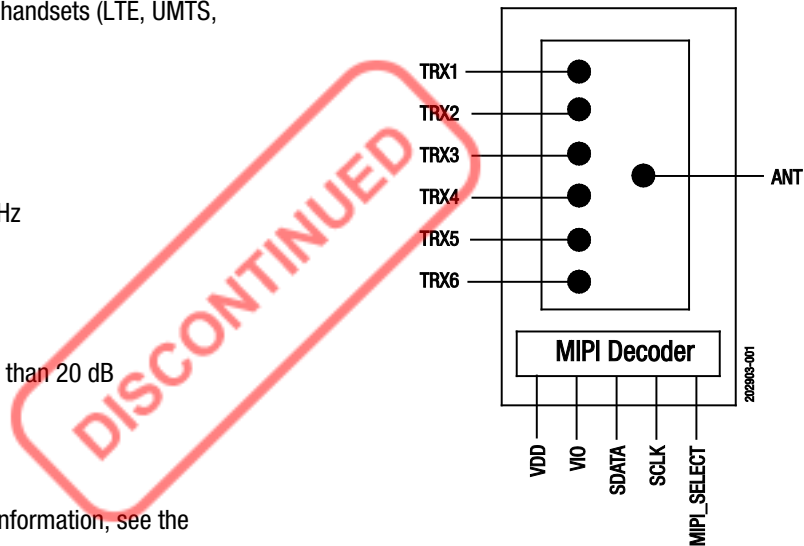 handsets (LTE, UMTS,
Hz
than 20 dB
nformation, see the
DISCONTINUED
TRX1
TRX2
TRX3
TRX4
TRX5
TRX6
ANT
MIPI Decoder
202903-001
VDD
VIO
SDATA
SCLK
MIPI_SELECT